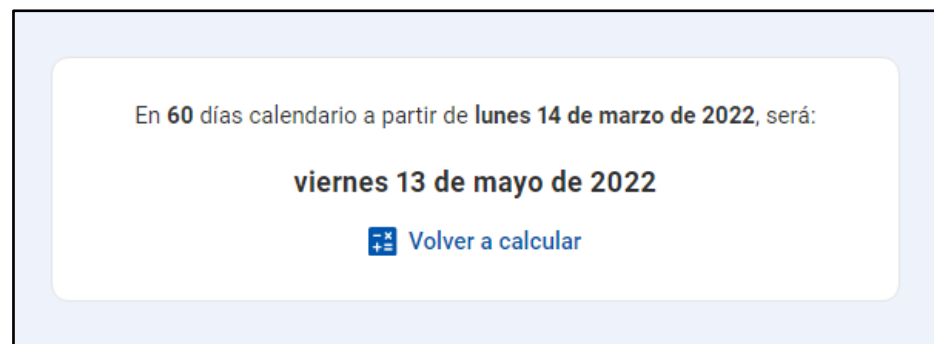 En 60 días calendario a partir de lunes 14 de marzo de 2022, será:
viernes 13 de mayo de 2022
Volver a calcular